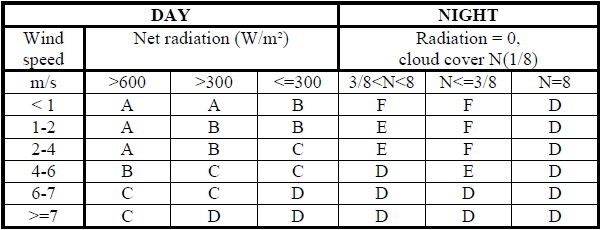 DAY NIGHT
Wind speed Net radiation (W/m²) Radiation = 0, cloud cover N(1/8)
m/s >600 >300 <=300 3/8<N<8 N<=3/8 N=8
< 1 A A B F F D
1-2 A B B E F D
2-4 A B C E F D
4-6 B C C D E D
6-7 C C D D D D
>=7 C D D D D D